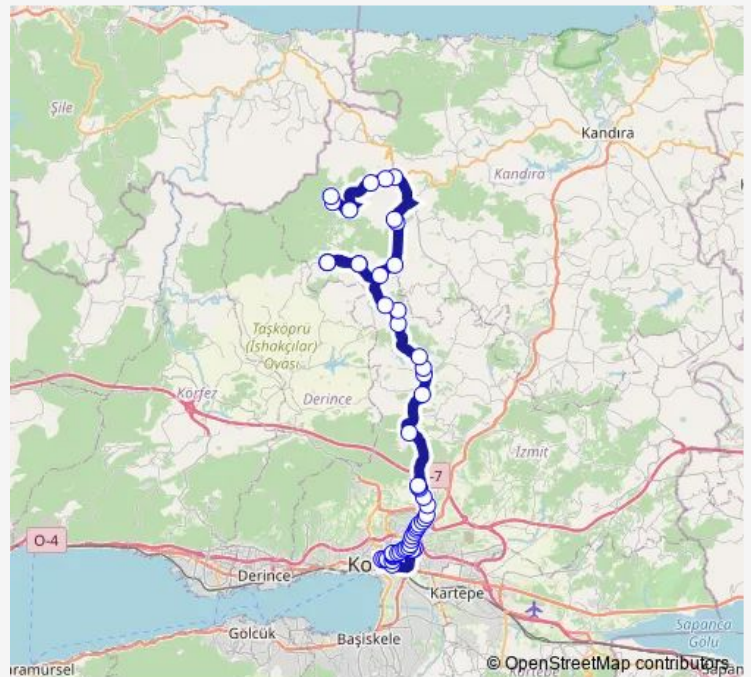 Şile
Kandıra
Kandıra
Taşköprü
(İshakçılar)
Ovası
Körfez
Derince
İzmit
-7
O-4
Ko
Derince
Kartepe
Sapanca
Gölü
Gölcük
Başiskele
aramürsel
© OpenStreetMap contributors